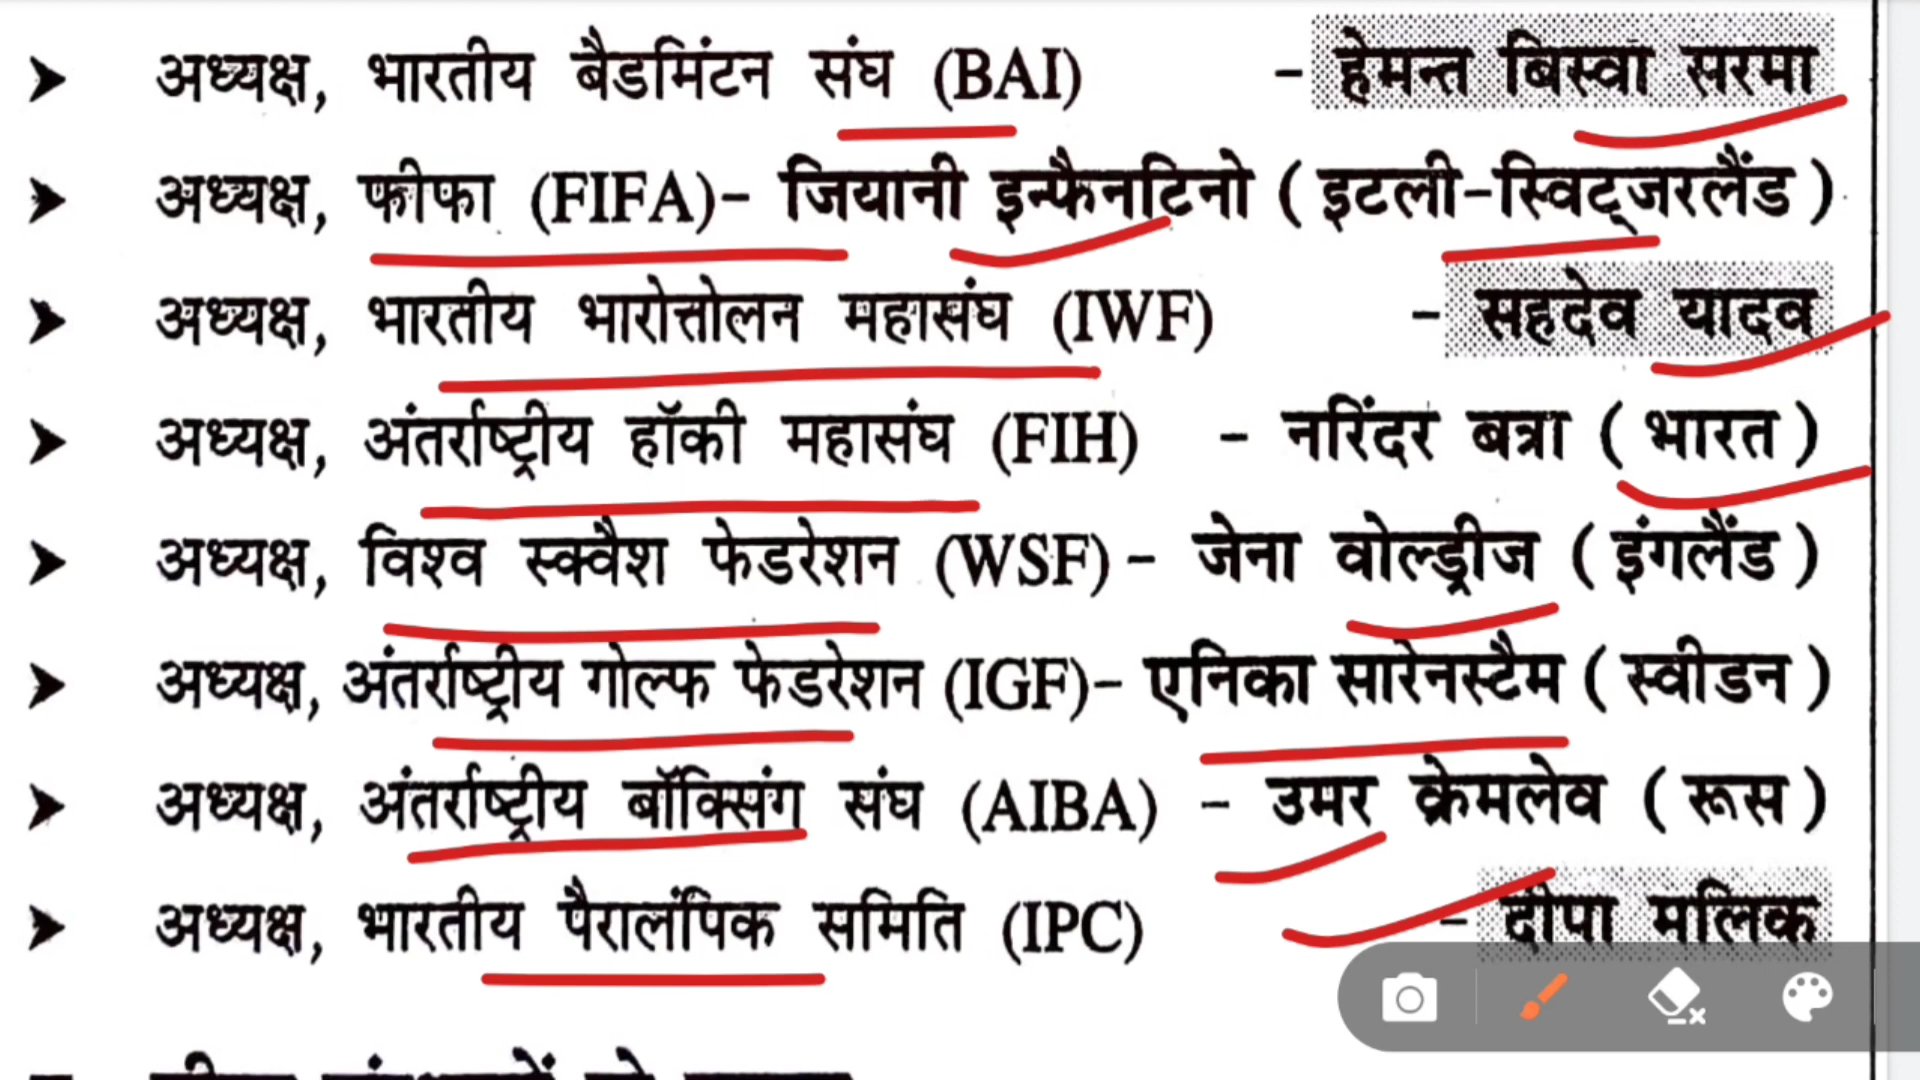 ➤ अध्यक्ष, भारतीय बैडमिंटन संघ (BAI) - हेमन्त बिस्वा सरमा
➤ अध्यक्ष, फीफा (FIFA)- जियानी इन्फैनटिनो (इटली-स्विट्जरलैंड)
➤ अध्यक्ष, भारतीय भारोत्तोलन महासंघ (IWF) - सहदेव यादव
➤ अध्यक्ष, अंतर्राष्ट्रीय हॉकी महासंघ (FIH) - नरिंदर बत्रा (भारत)
➤ अध्यक्ष, विश्व स्क्वैश फेडरेशन (WSF)- जेना वोल्ड्रीज (इंगलैंड)
➤ अध्यक्ष, अंतर्राष्ट्रीय गोल्फ फेडरेशन (IGF)- एनिका सारेनस्टैम (स्वीडन)
➤ अध्यक्ष, अंतर्राष्ट्रीय बॉक्सिंग संघ (AIBA) - उमर क्रेमलेव (रूस)
➤ अध्यक्ष, भारतीय पैरालंपिक समिति (IPC) - दीपा मलिक